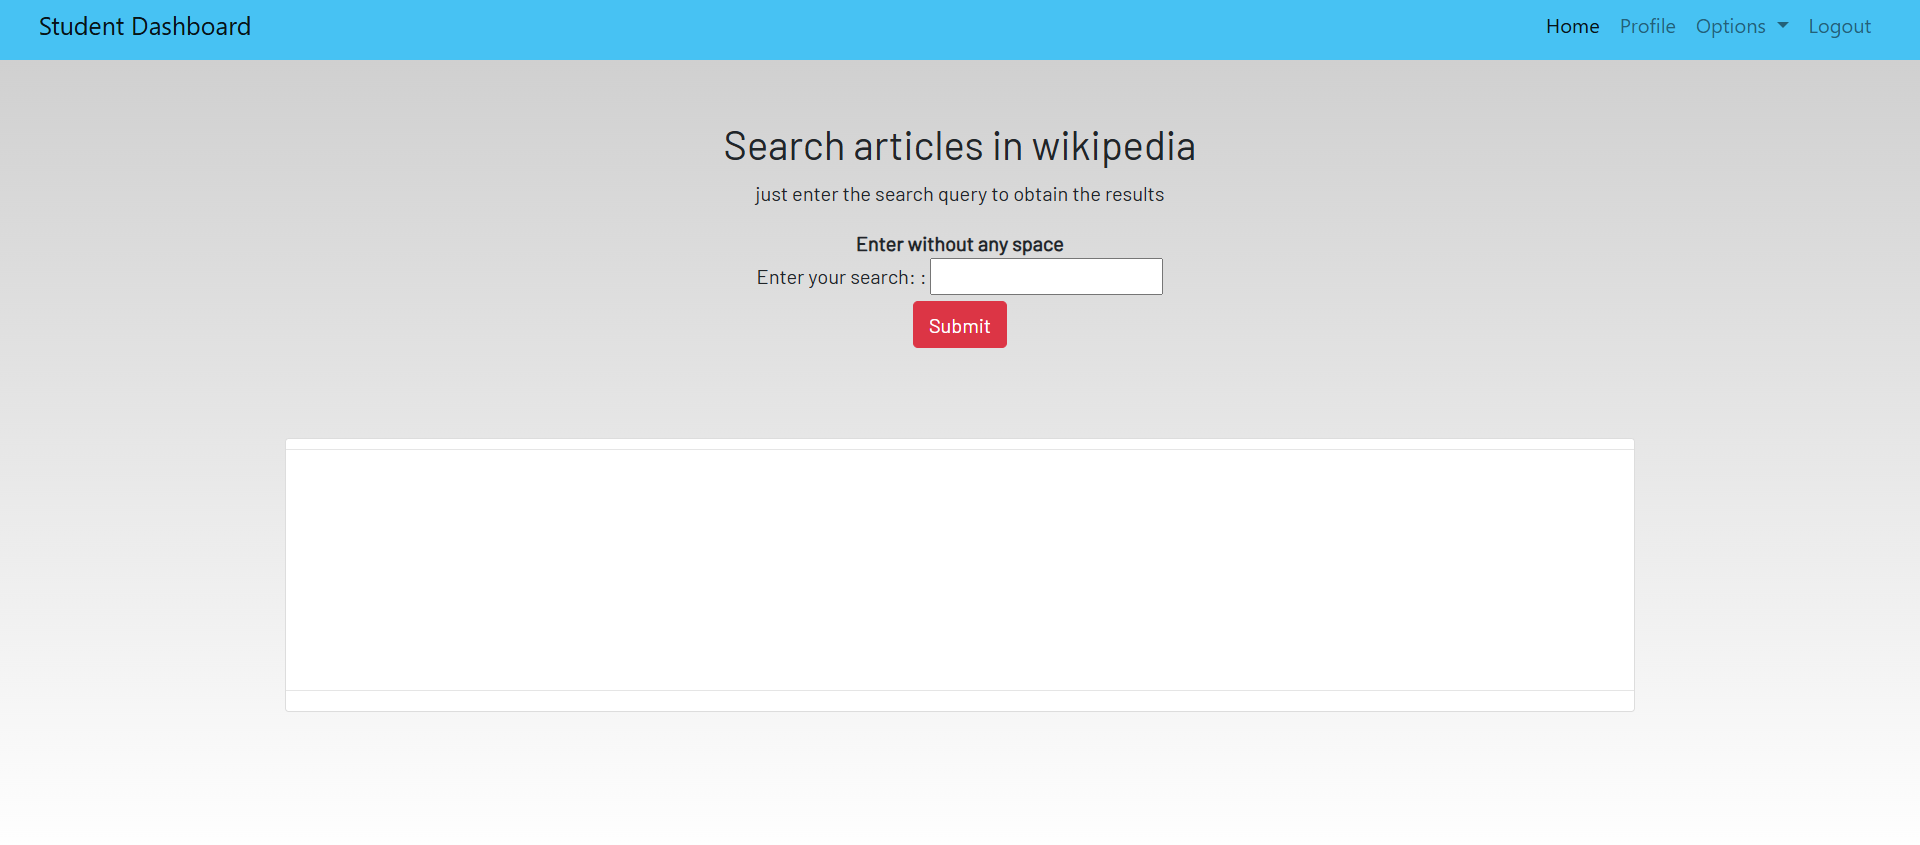 Student Dashboard Home Profile Options Logout
Search articles in wikipedia
just enter the search query to obtain the results
Enter without any space
Enter your search: :
Submit